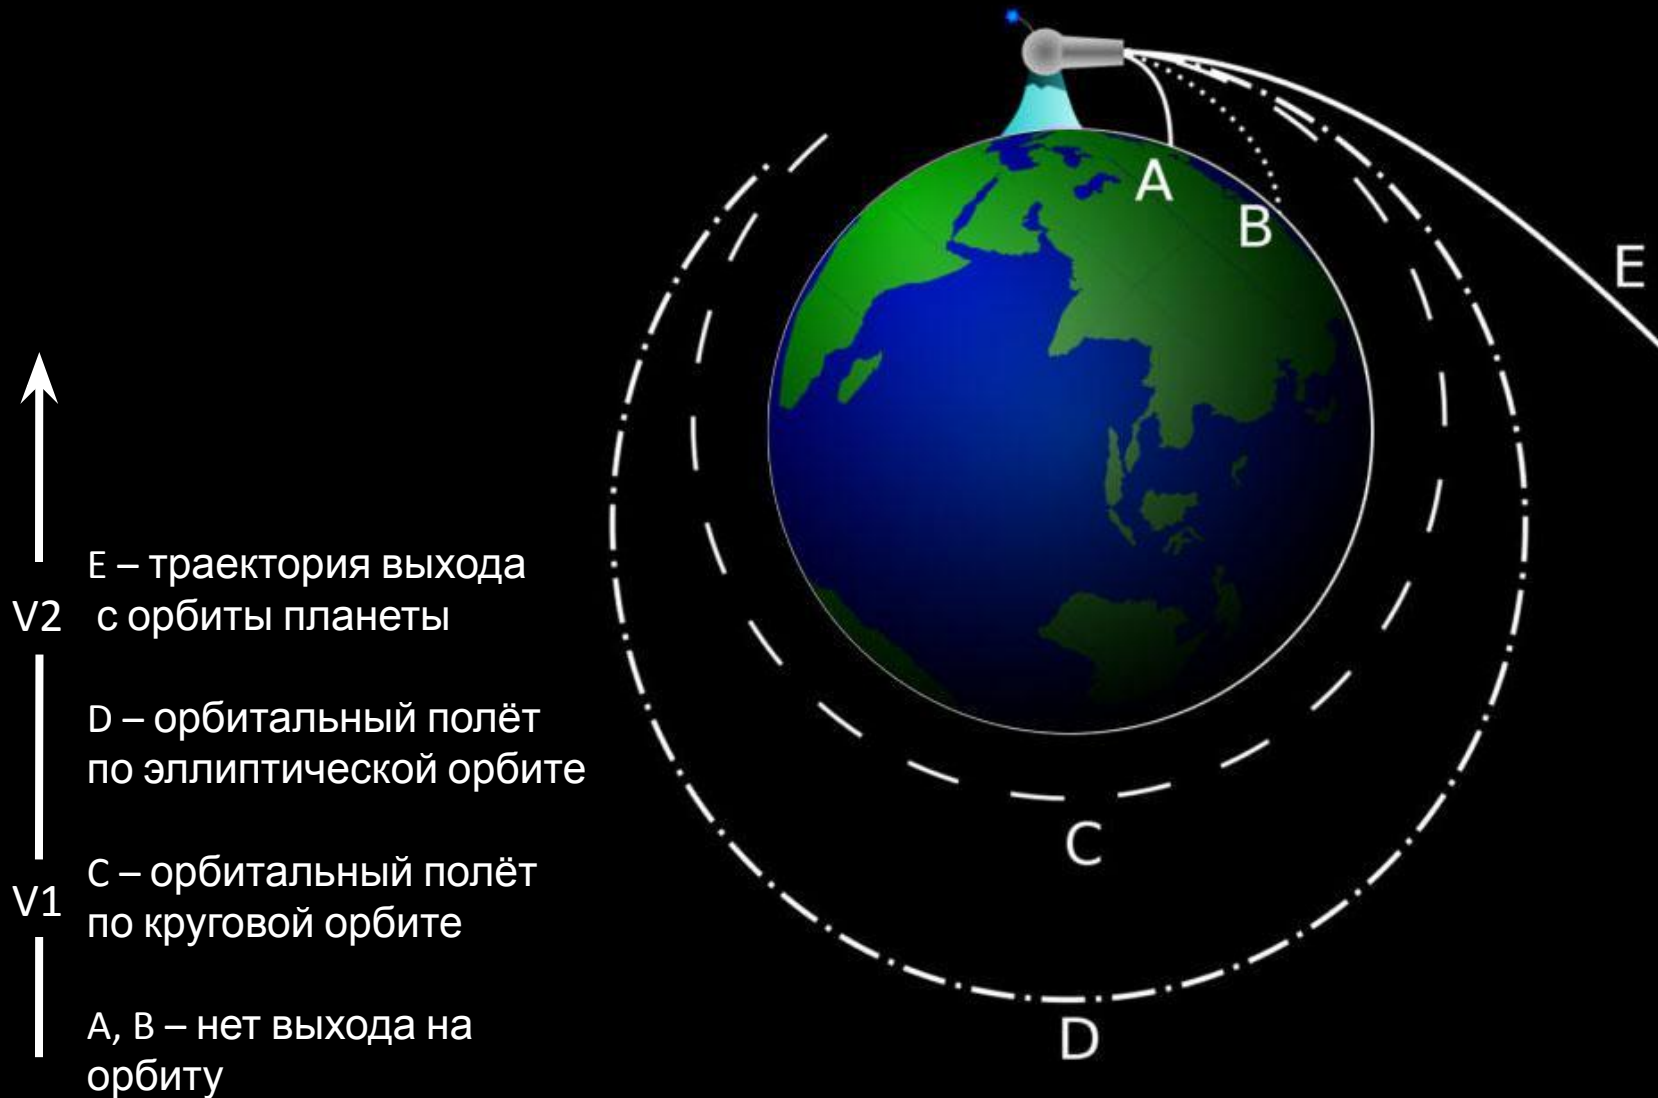 E – траектория выхода
с орбиты планеты
V2
D – орбитальный полёт
по эллиптической орбите
C – орбитальный полёт
по круговой орбите
V1
A, B – нет выхода на
орбиту
A
B
E
C
D